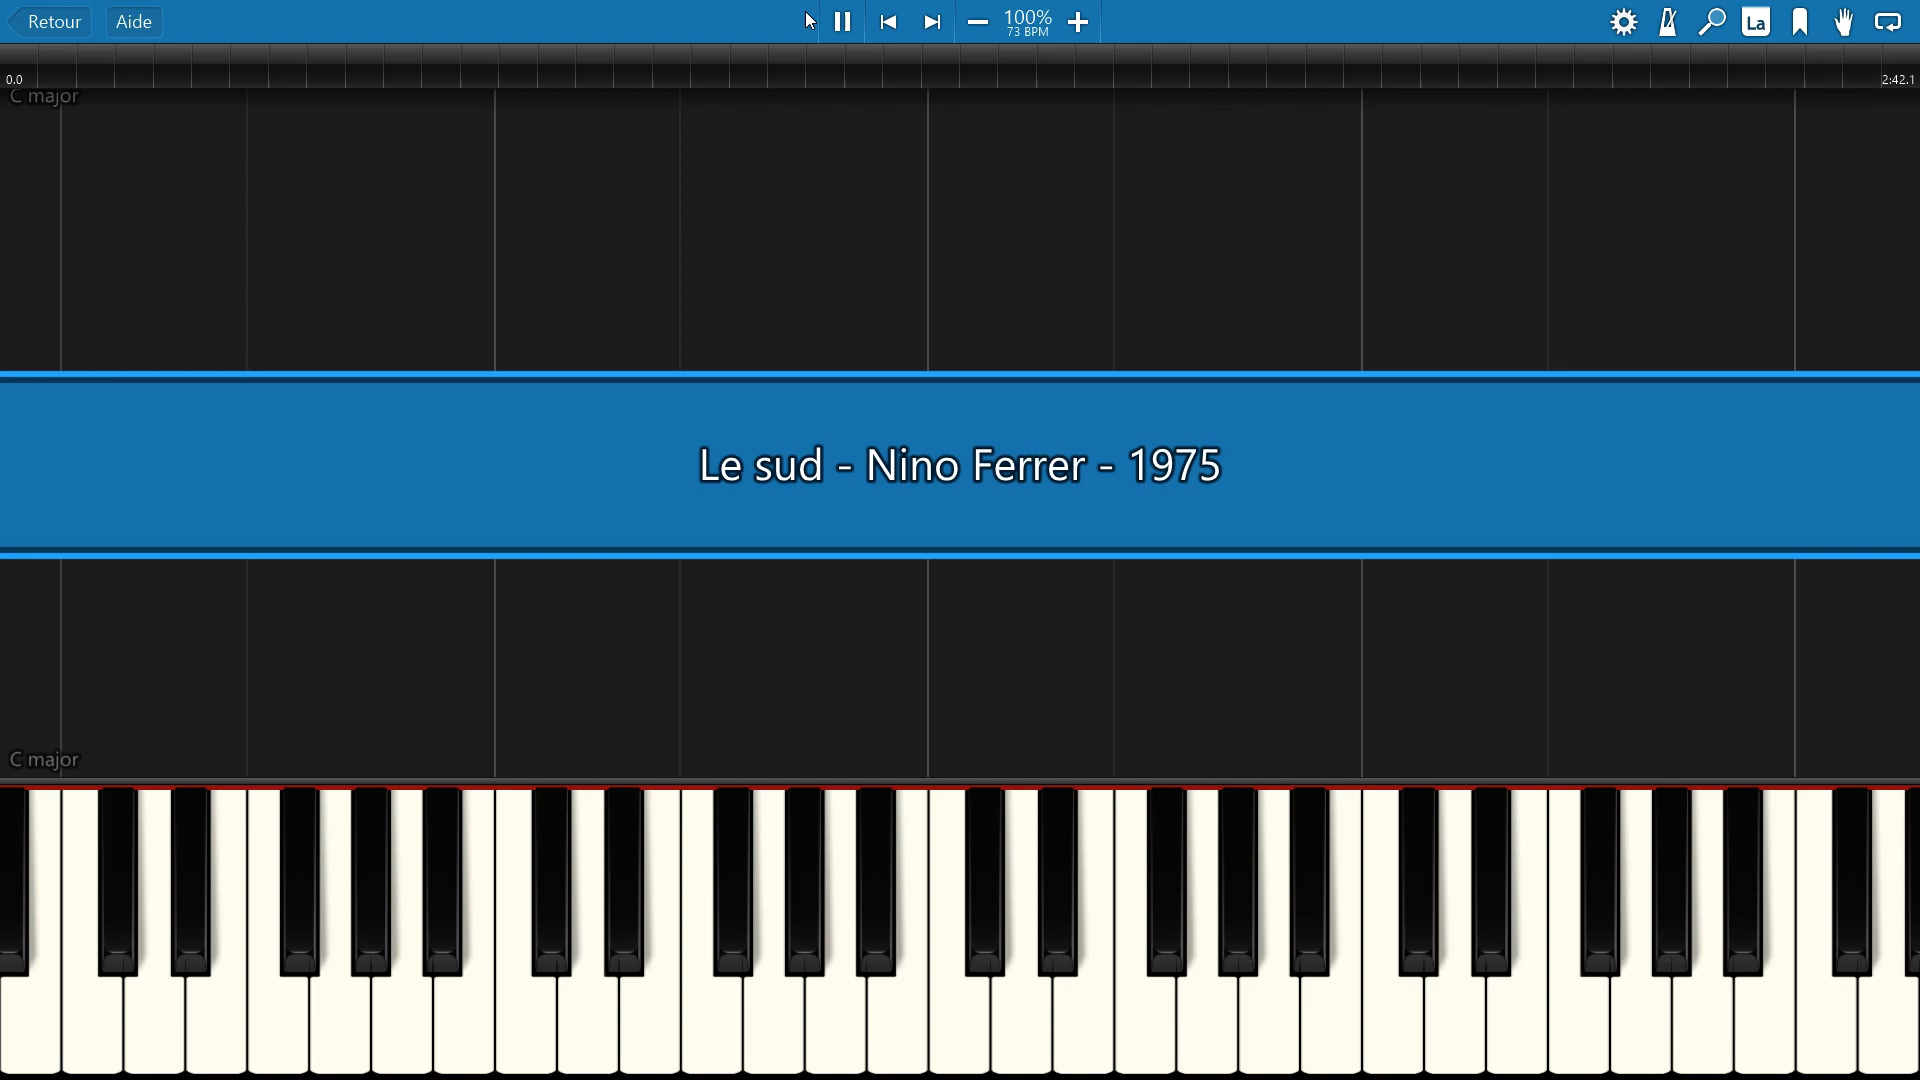 Retour
Aide
100%
73 BPM
La
0.0
2:42.1
C major
Le sud - Nino Ferrer - 1975
C major